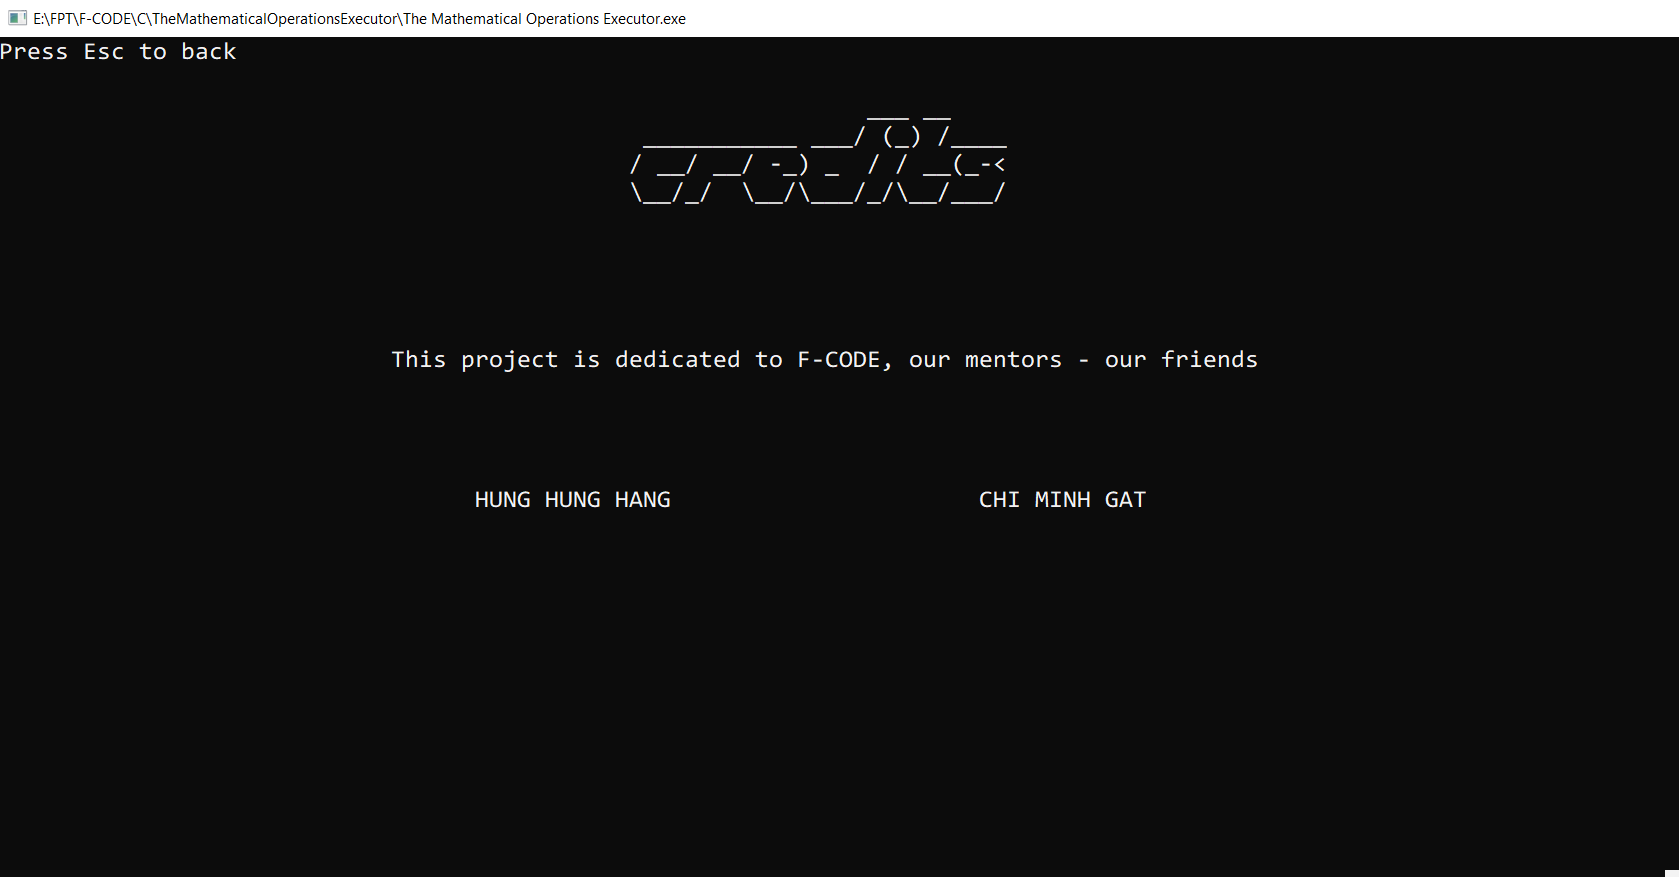 E:\FPT\F-CODE\C\TheMathematicalOperationsExecutor\The Mathematical Operations Executor.exe
Press Esc to back
credits
This project is dedicated to F-CODE, our mentors - our friends
HUNG HUNG HANG CHI MINH GAT